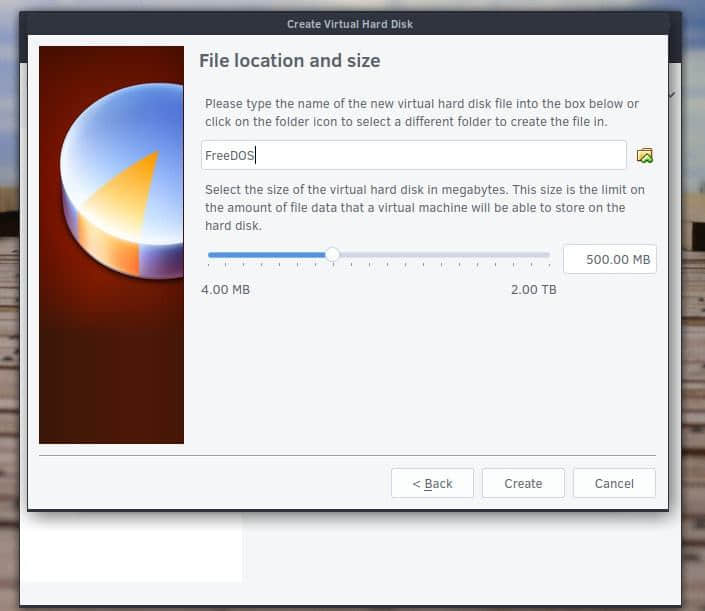 Create Virtual Hard Disk
File location and size
Please type the name of the new virtual hard disk file into the box below or
click on the folder icon to select a different folder to create the file in.
FreeDOS
Select the size of the virtual hard disk in megabytes. This size is the limit on
the amount of file data that a virtual machine will be able to store on the
hard disk.
500.00 MB
4.00 MB
2.00 TB
< Back
Create
Cancel